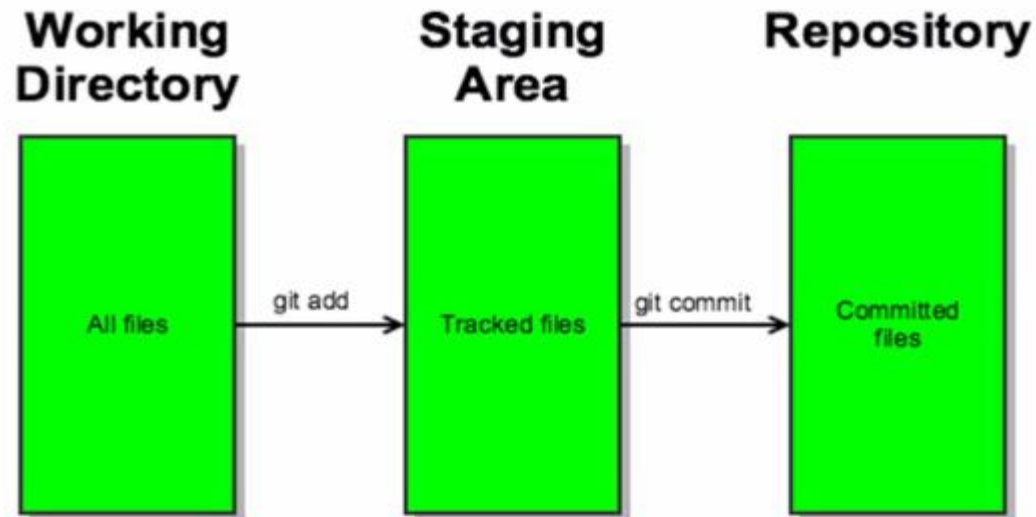 Working
Directory
Staging
Area
Repository
All files
git add
Tracked files
git commit
Committed
files